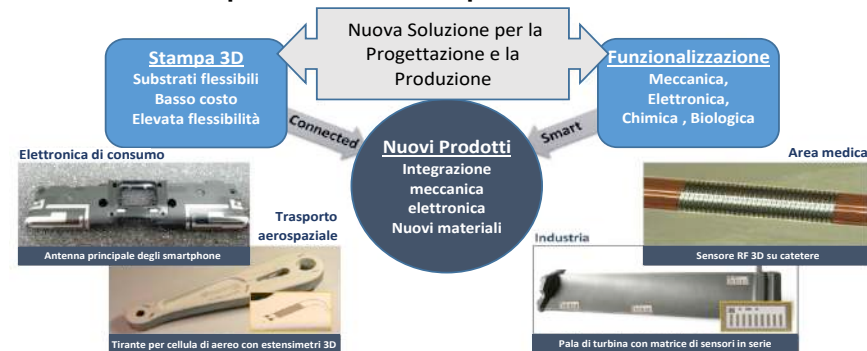 Nuova Soluzione per la
Progettazione e la
Produzione
Stampa 3D
Substrati flessibili
Basso costo
Elevata flessibilità
Funzionalizzazione
Meccanica,
Elettronica,
Chimica , Biologica
Connected
Smart
Nuovi Prodotti
Integrazione
meccanica
elettronica
Nuovi materiali
Elettronica di consumo
Antenna principale degli smartphone
Trasporto
aerospaziale
Tirante per cellula di aereo con estensimetri 3D
Area medica
Sensore RF 3D su catetere
Industria
Pala di turbina con matrice di sensori in serie